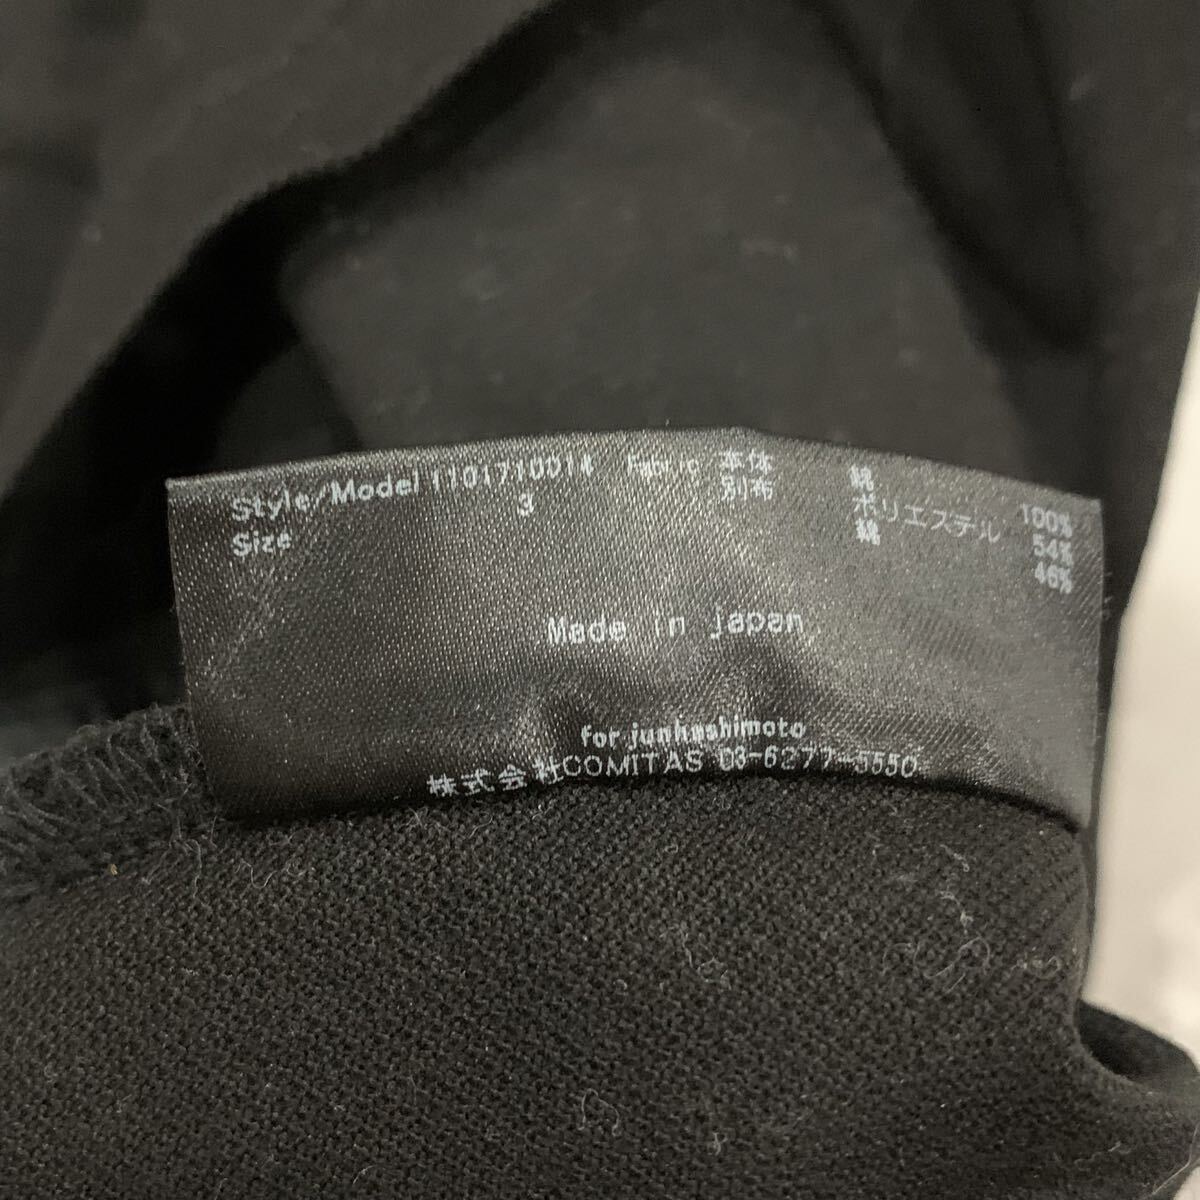 Style/Model 1101710014 Fabric 本体 綿 100%
Size 3 別布 ポリエステル 54%
綿 46%
Made in japan
for junhashimoto
株式会社COMITAS 03-6277-5550